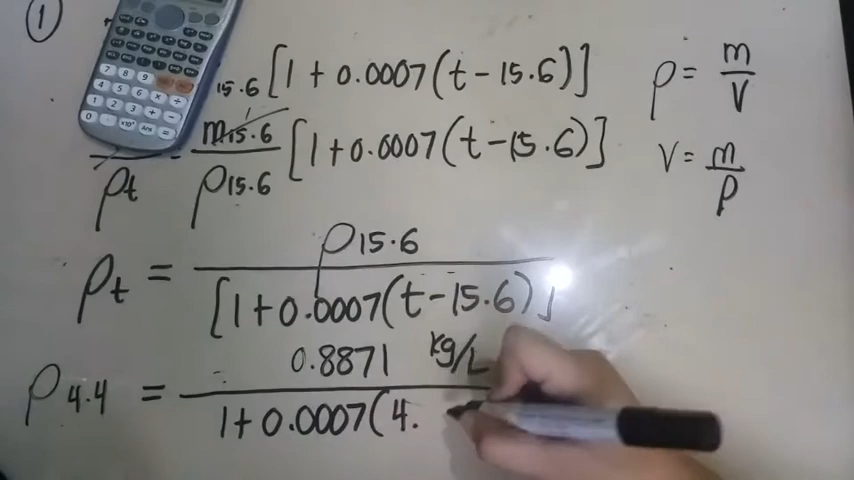 ①
15.6 [1 + 0.0007(t - 15.6)]
ρ = m/V
m15.6/ρ15.6 [1 + 0.0007(t - 15.6)]
ρt
V = m/ρ
ρt = ρ15.6/[1 + 0.0007(t - 15.6)]
ρ4.4 = 0.8871 kg/L/1 + 0.0007(4.